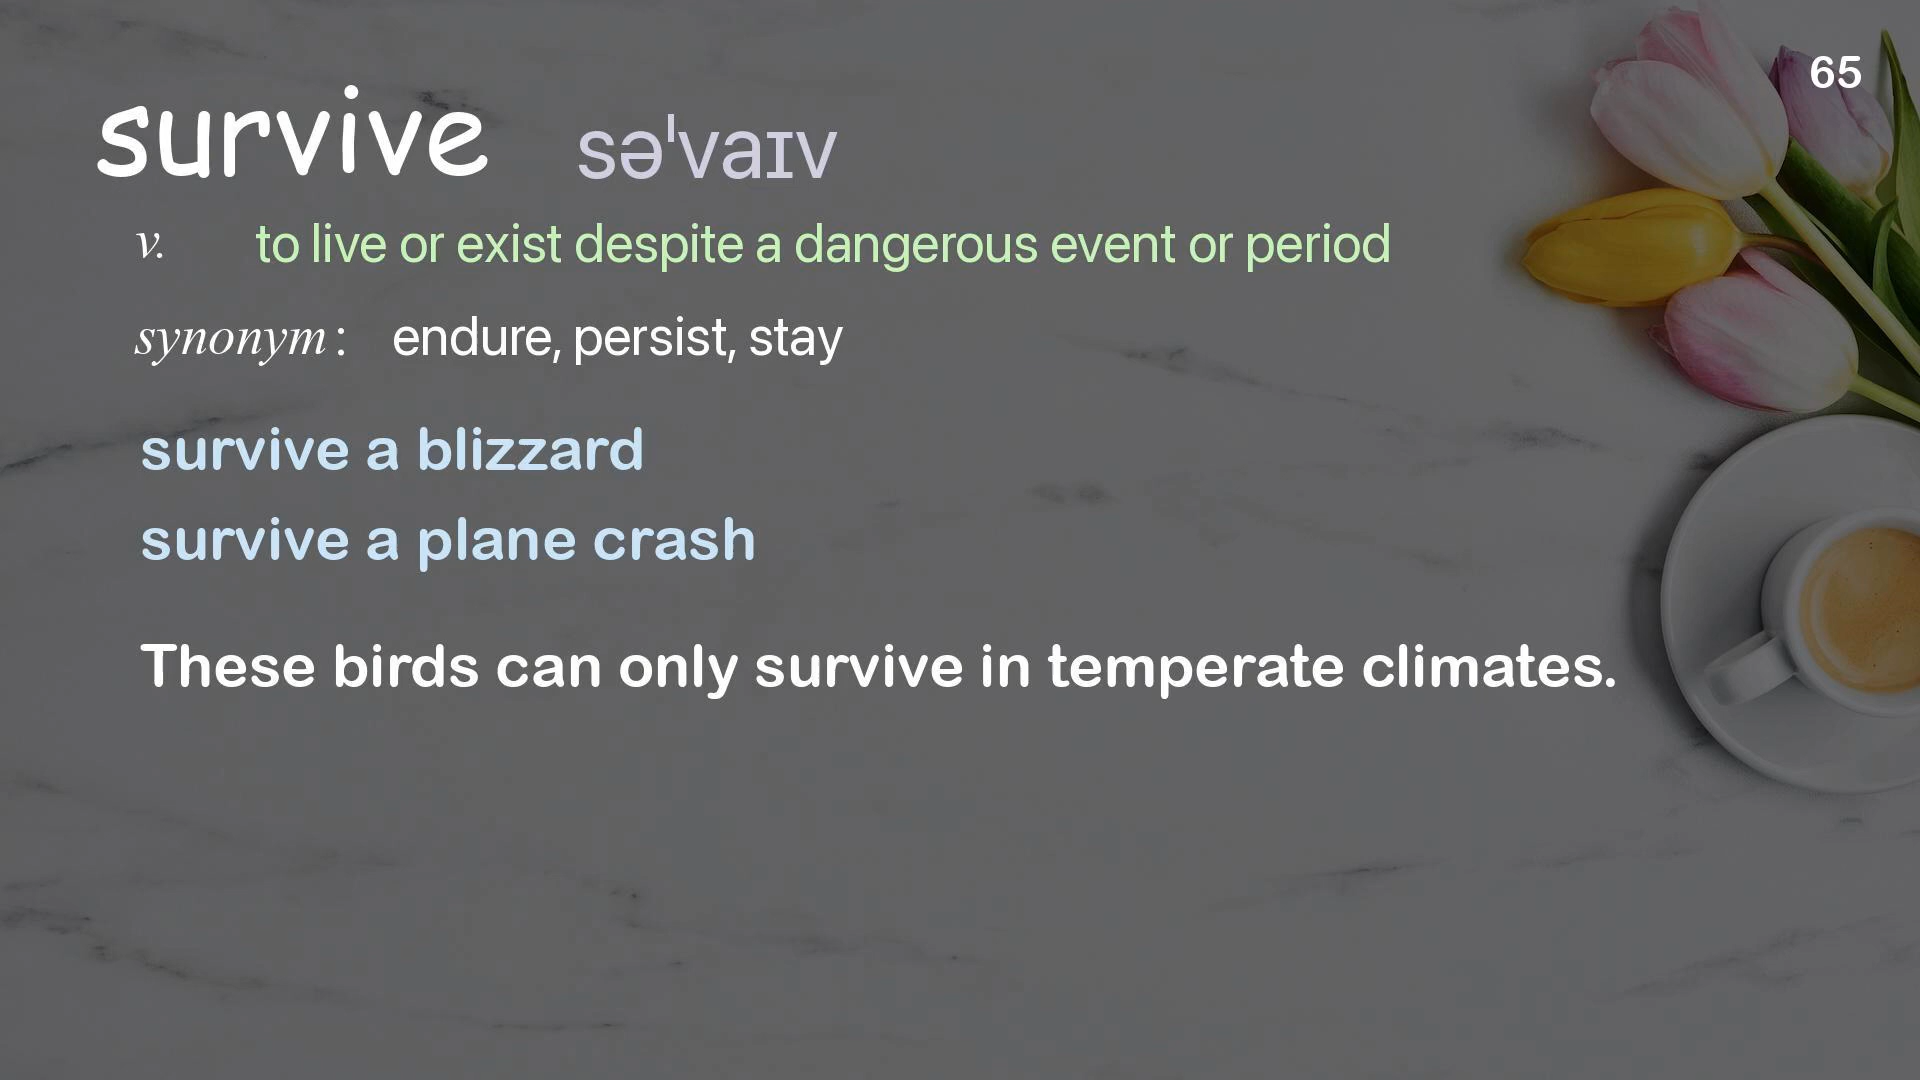 65
survive səˈvaɪv
v. to live or exist despite a dangerous event or period
synonym: endure, persist, stay
survive a blizzard
survive a plane crash
These birds can only survive in temperate climates.